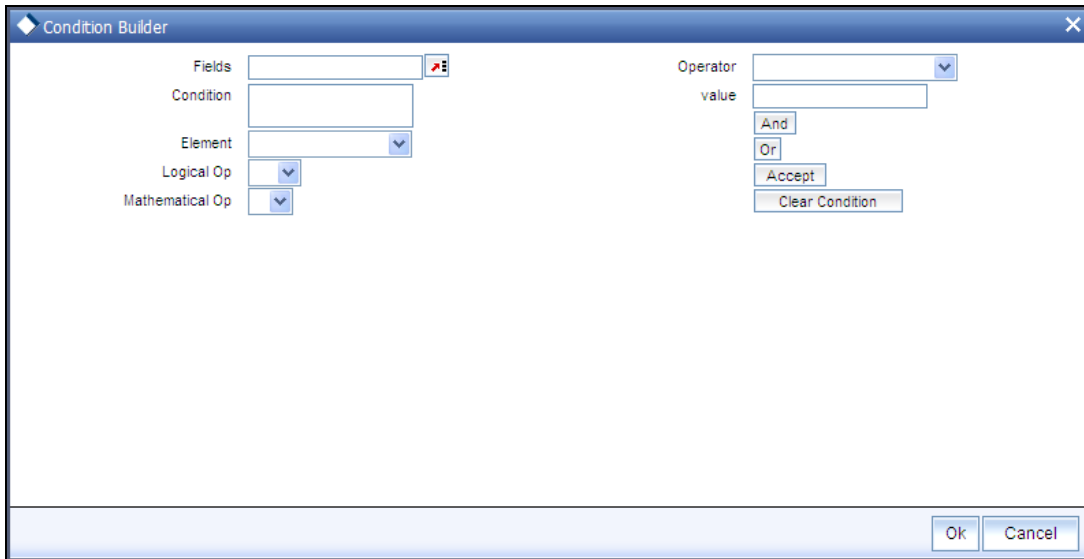 Condition Builder
Fields
Operator
Condition
value
And
Element
Or
Logical Op
Accept
Mathematical Op
Clear Condition
Ok
Cancel